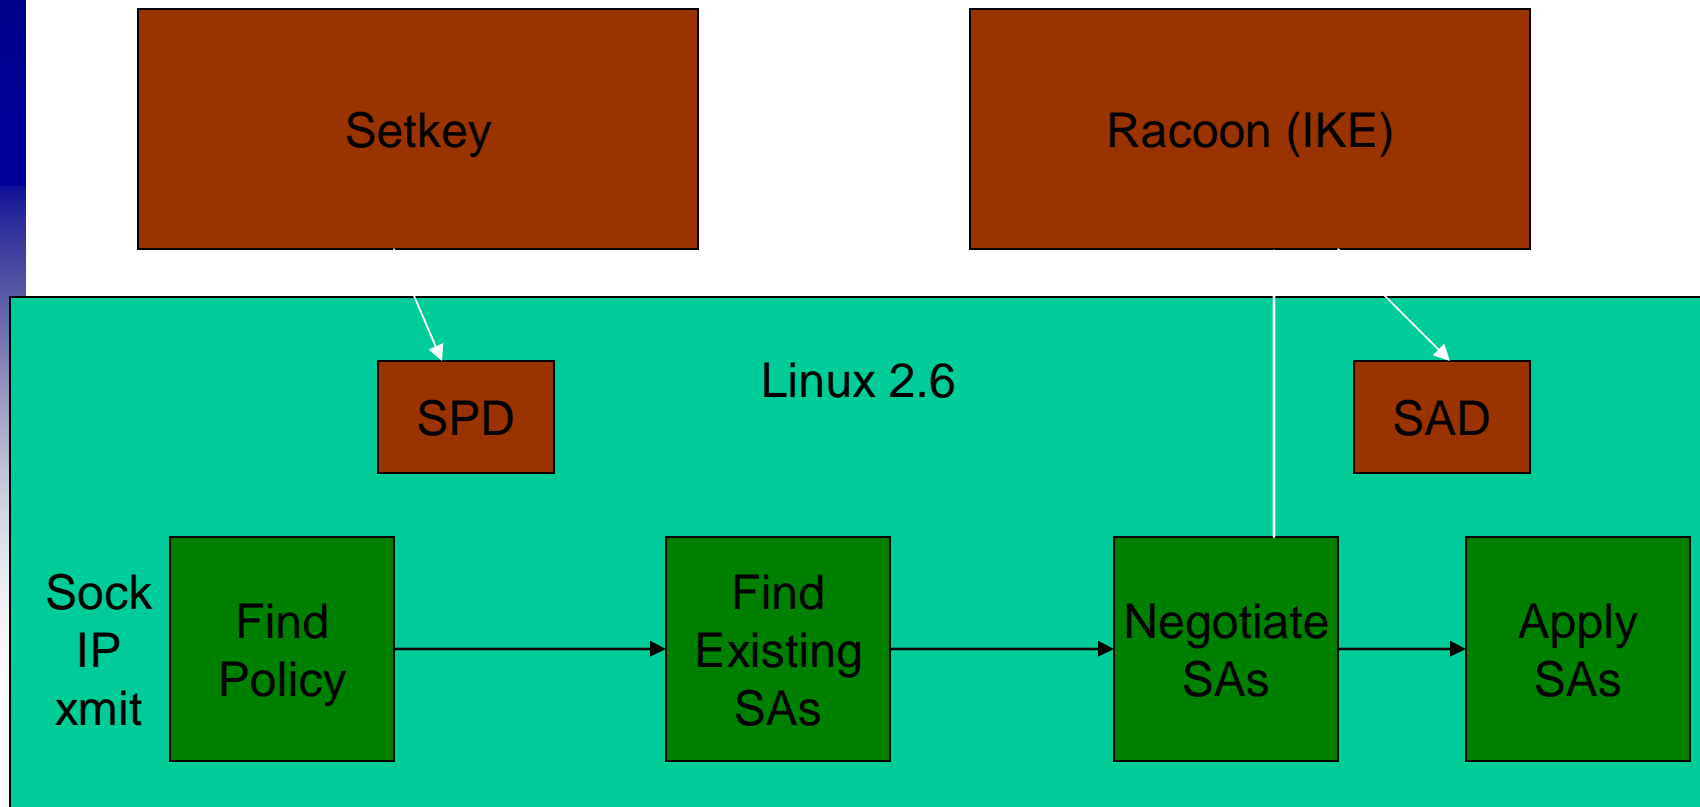 Setkey
Racoon (IKE)
Linux 2.6
SPD
SAD
Sock
IP
xmit
Find
Policy
Find
Existing
SAs
Negotiate
SAs
Apply
SAs